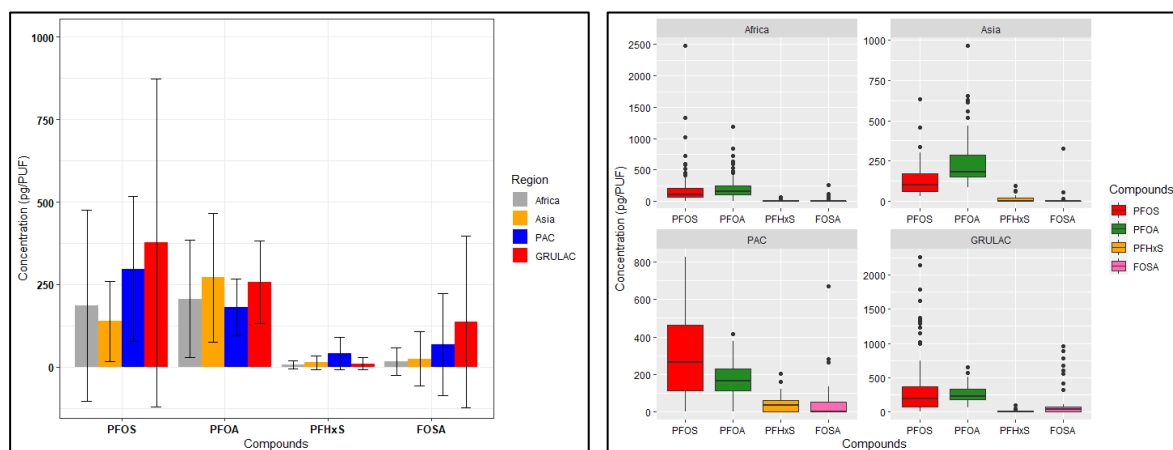 1000
750
500
250
0
Concentration (pg/PUF)
PFOS PFOA PFHxS FOSA
Compounds
Region
Africa
Asia
PAC
GRULAC
Africa
2500
2000
1500
1000
500
0
PFOS PFOA PFHxS FOSA
Asia
1000
750
500
250
0
PFOS PFOA PFHxS FOSA
Concentration (pg/PUF)
PAC
800
600
400
200
0
PFOS PFOA PFHxS FOSA
GRULAC
2000
1500
1000
500
0
PFOS PFOA PFHxS FOSA
Compounds
Compounds
PFOS
PFOA
PFHxS
FOSA